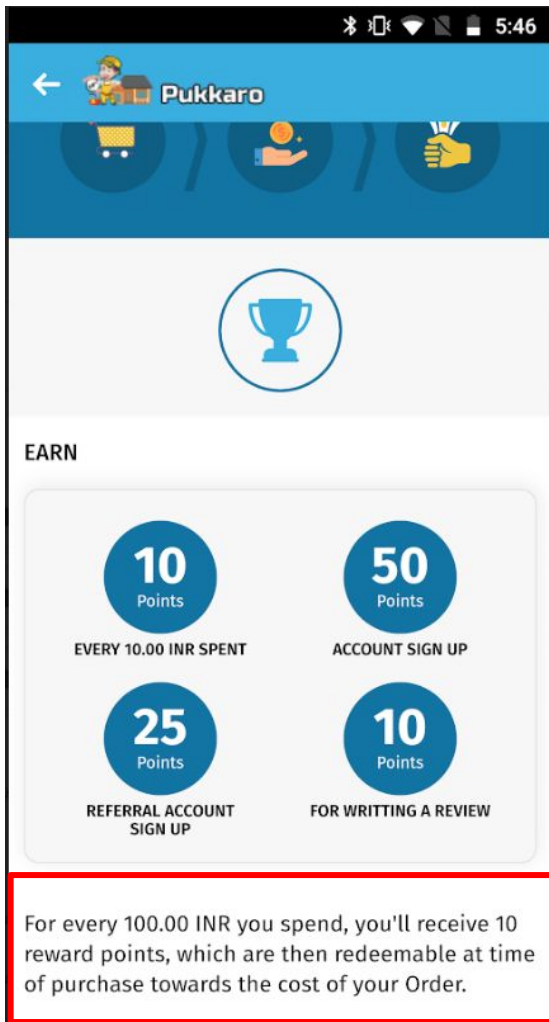 5:46
Pukkaro
EARN
10
Points
EVERY 10.00 INR SPENT
50
Points
ACCOUNT SIGN UP
25
Points
REFERRAL ACCOUNT
SIGN UP
10
Points
FOR WRITTING A REVIEW
For every 100.00 INR you spend, you'll receive 10
reward points, which are then redeemable at time
of purchase towards the cost of your Order.